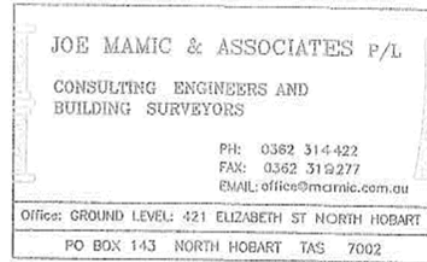 JOE MAMIC & ASSOCIATES P/L
CONSULTING ENGINEERS AND
BUILDING SURVEYORS
PH: 0362 314422
FAX: 0362 319277
EMAIL: office@mamic.com.au
Office: GROUND LEVEL: 421 ELIZABETH ST NORTH HOBART
PO BOX 143 NORTH HOBART TAS 7002